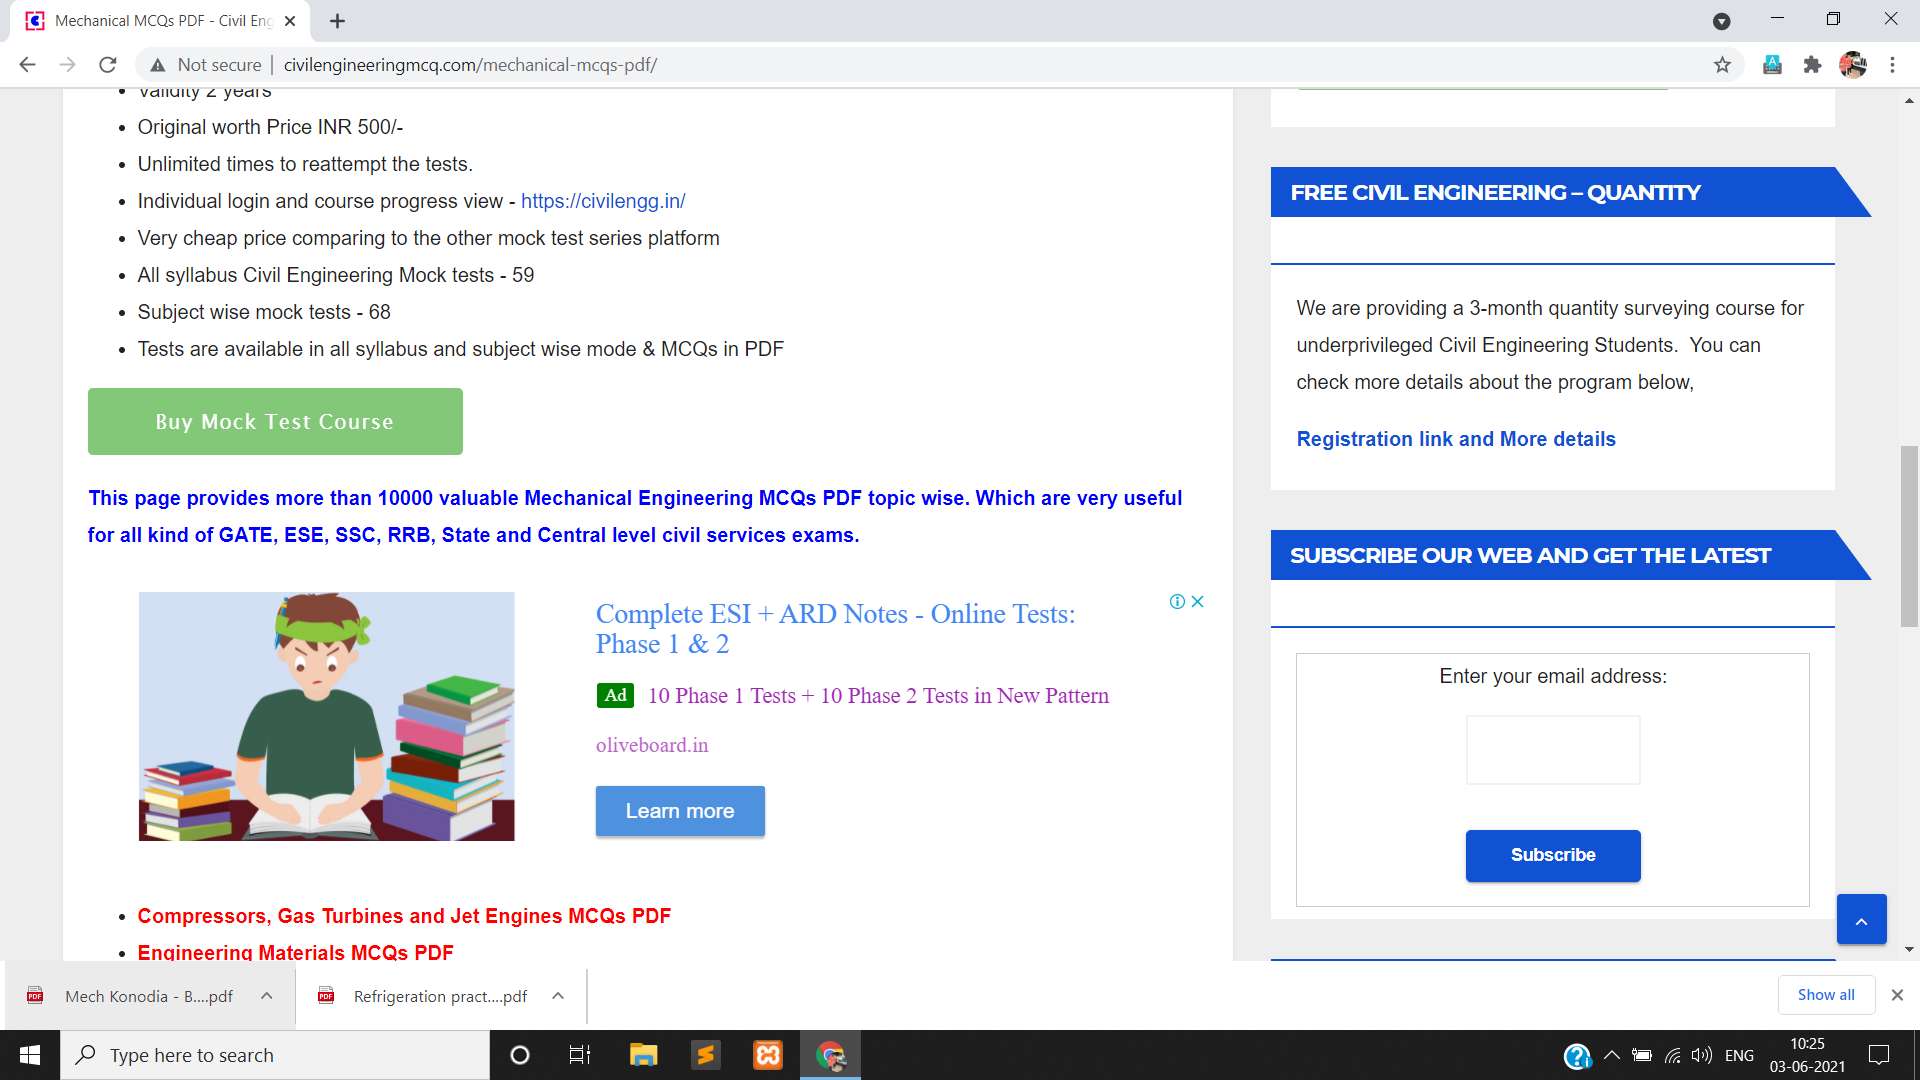 Mechanical MCQs PDF - Civil Eng
Not secure | civilengineeringmcq.com/mechanical-mcqs-pdf/
Validity 2 years
Original worth Price INR 500/-
Unlimited times to reattempt the tests.
Individual login and course progress view - https://civilengg.in/
Very cheap price comparing to the other mock test series platform
All syllabus Civil Engineering Mock tests - 59
Subject wise mock tests - 68
Tests are available in all syllabus and subject wise mode & MCQs in PDF
Buy Mock Test Course
This page provides more than 10000 valuable Mechanical Engineering MCQs PDF topic wise. Which are very useful
for all kind of GATE, ESE, SSC, RRB, State and Central level civil services exams.
Complete ESI + ARD Notes - Online Tests:
Phase 1 & 2
Ad 10 Phase 1 Tests + 10 Phase 2 Tests in New Pattern
oliveboard.in
Learn more
Compressors, Gas Turbines and Jet Engines MCQs PDF
Engineering Materials MCQs PDF
FREE CIVIL ENGINEERING – QUANTITY
We are providing a 3-month quantity surveying course for
underprivileged Civil Engineering Students. You can
check more details about the program below,
Registration link and More details
SUBSCRIBE OUR WEB AND GET THE LATEST
Enter your email address:
Subscribe
Mech Konodia - B....pdf
Refrigeration pract....pdf
Show all
Type here to search
ENG
10:25
03-06-2021